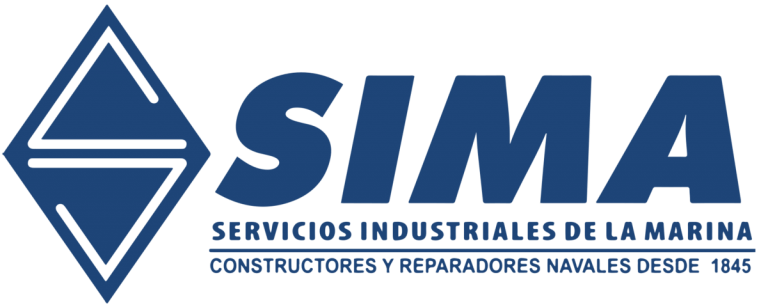 SIMA
SERVICIOS INDUSTRIALES DE LA MARINA
CONSTRUCTORES Y REPARADORES NAVALES DESDE 1845